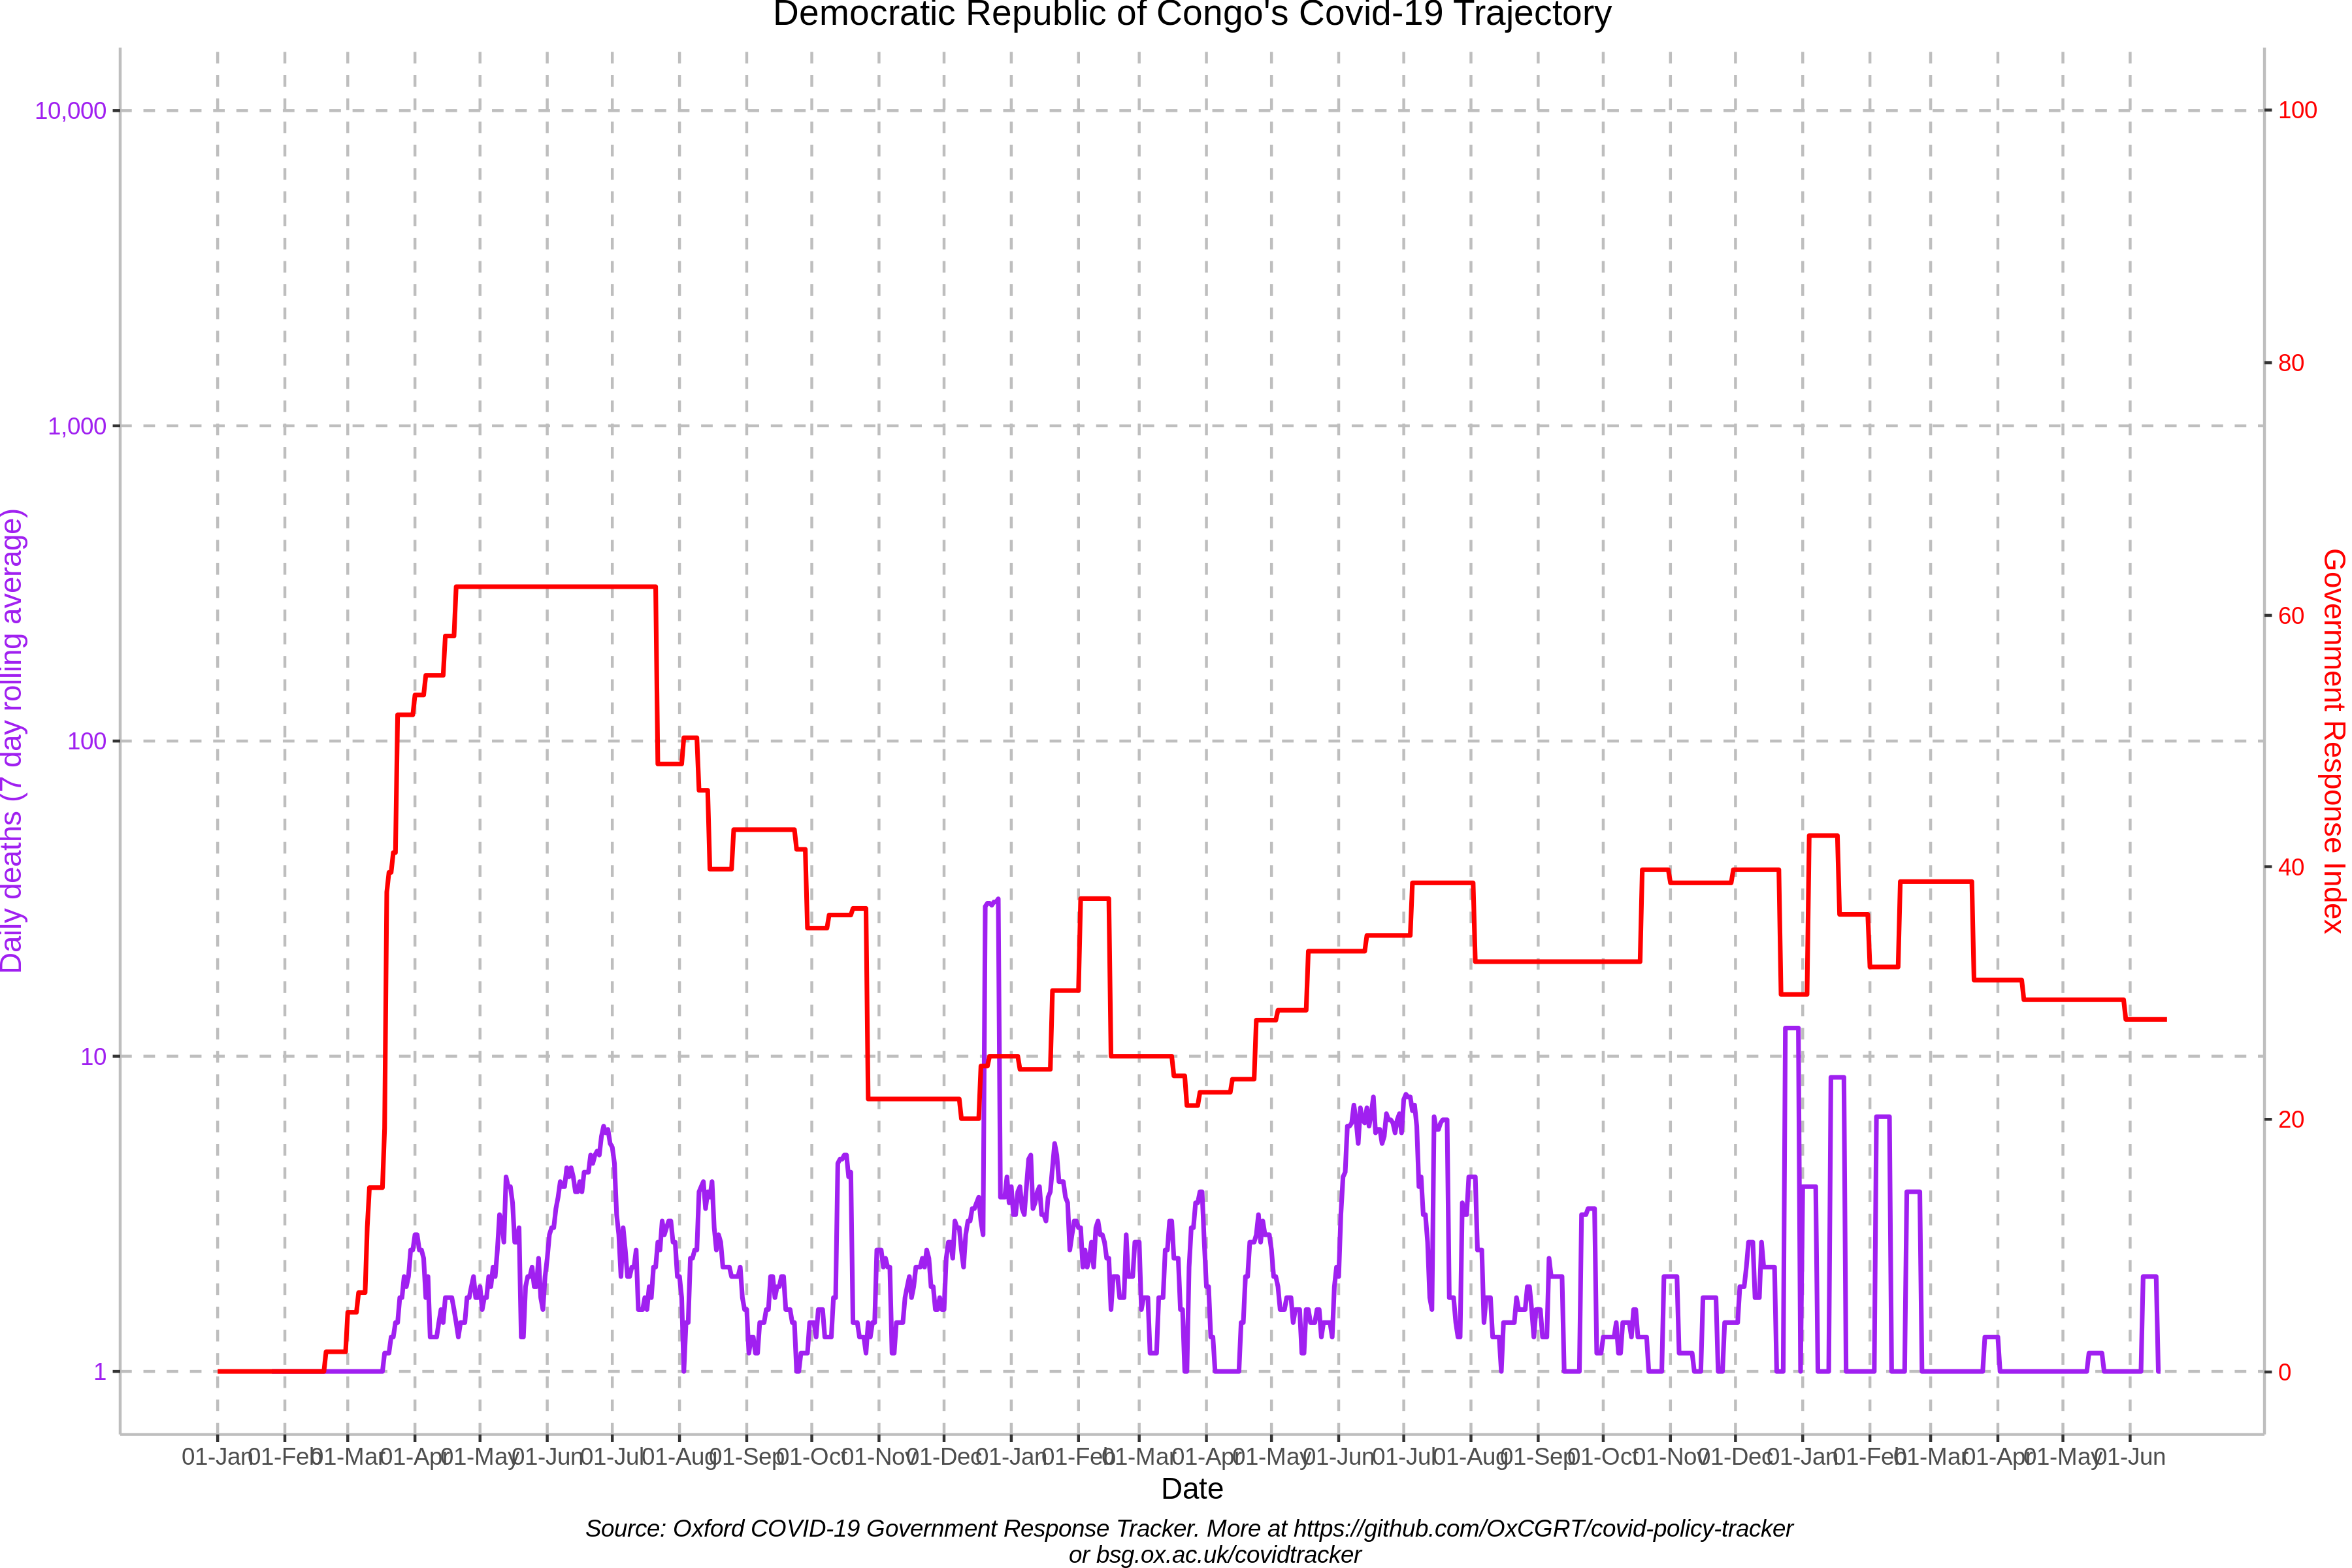 Democratic Republic of Congo's Covid-19 Trajectory
10,000
1,000
100
10
1
Daily deaths (7 day rolling average)
100
80
60
40
20
0
Government Response Index
01-Jan 01-Feb 01-Mar 01-Apr 01-May 01-Jun 01-Jul 01-Aug 01-Sep 01-Oct 01-Nov 01-Dec 01-Jan 01-Feb 01-Mar 01-Apr 01-May 01-Jun 01-Jul 01-Aug 01-Sep 01-Oct 01-Nov 01-Dec 01-Jan 01-Feb 01-Mar 01-Apr 01-May 01-Jun
Date
Source: Oxford COVID-19 Government Response Tracker. More at https://github.com/OxCGRT/covid-policy-tracker
or bsg.ox.ac.uk/covidtracker